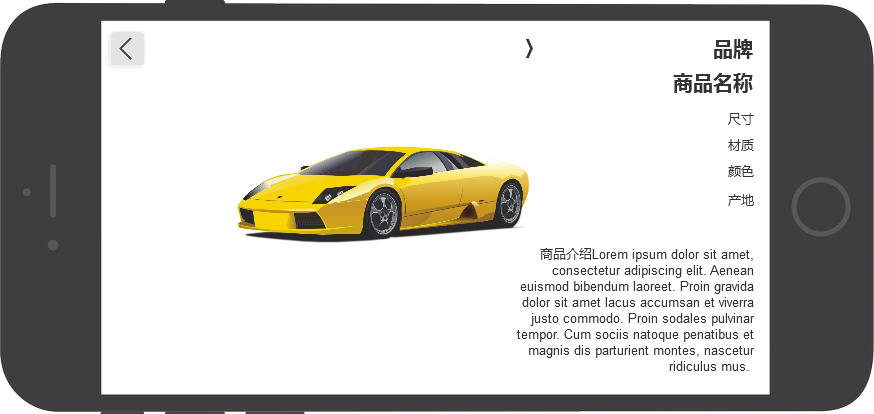 品牌
商品名称
尺寸
材质
颜色
产地
商品介绍Lorem ipsum dolor sit amet,
consectetur adipiscing elit. Aenean
euismod bibendum laoreet. Proin gravida
dolor sit amet lacus accumsan et viverra
justo commodo. Proin sodales pulvinar
tempor. Cum sociis natoque penatibus et
magnis dis parturient montes, nascetur
ridiculus mus.